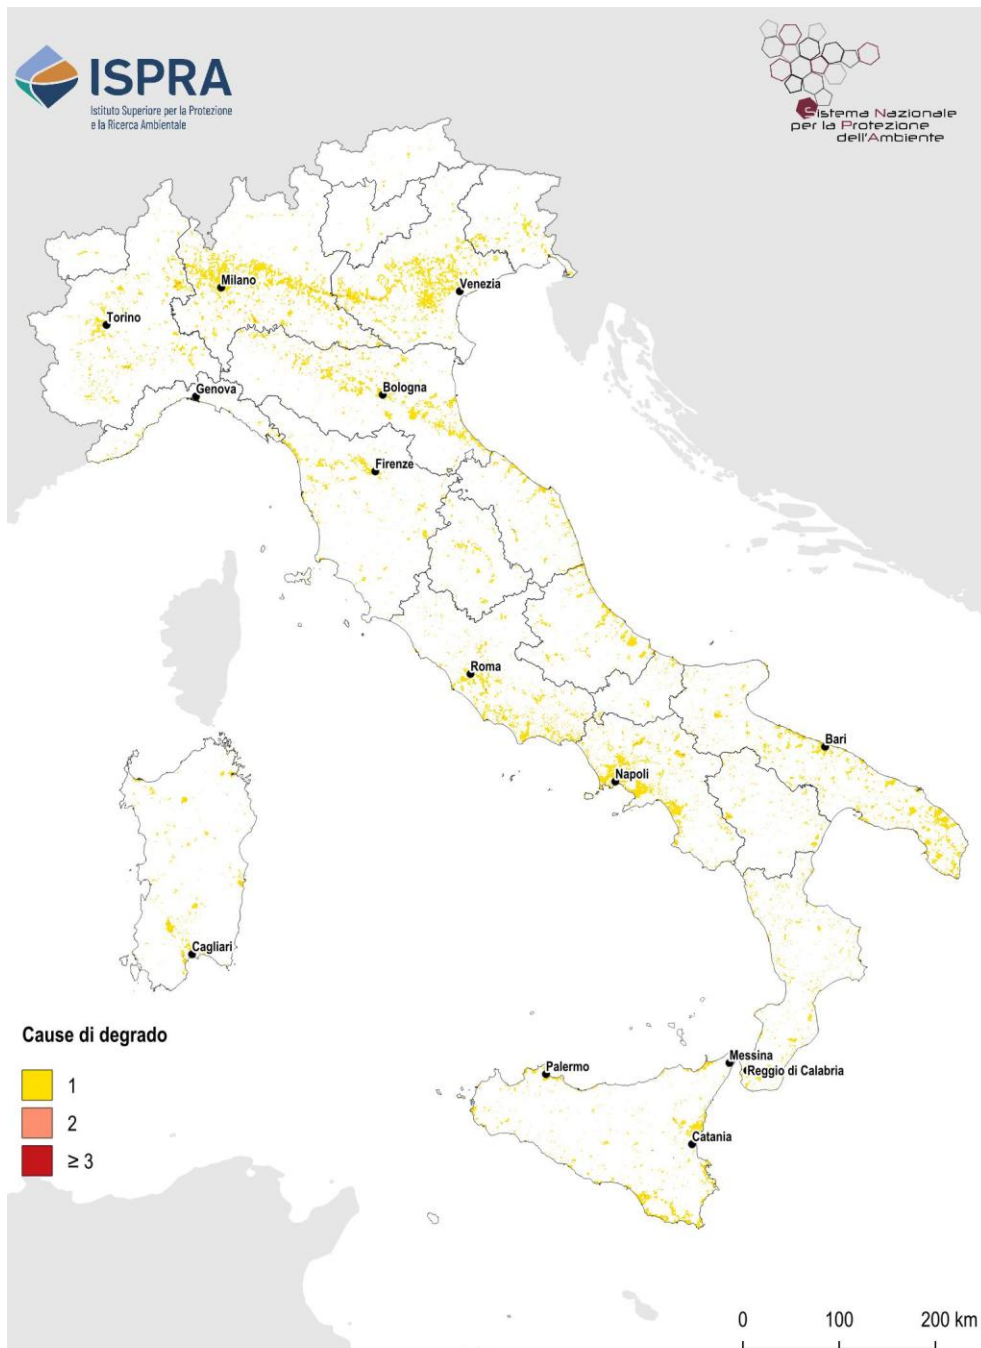 ISPRA
Istituto Superiore per la Protezione
e la Ricerca Ambientale
Sistema Nazionale
per la Protezione
dell'Ambiente
Milano
Venezia
Torino
Genova
Bologna
Firenze
Roma
Bari
Napoli
Cagliari
Cause di degrado
1
2
≥ 3
Messina
Palermo
Reggio di Calabria
Catania
0 100 200 km